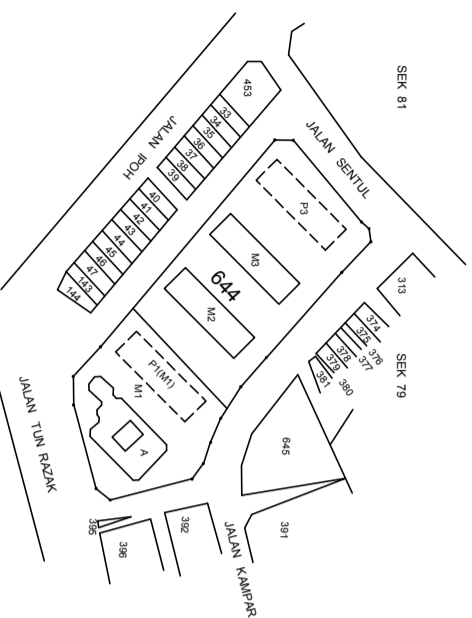 SEK 81
JALAN SENTUL
453
33
34
35
36
37
38
39
JALAN IPOH
40
41
42
43
44
45
46
47
143
144
P3
M3
644
M2
P1(M1)
M1
A
313
374
375
376
377
378
379
380
381
SEK 79
645
391
JALAN KAMPAR
392
395
396
JALAN TUN RAZAK